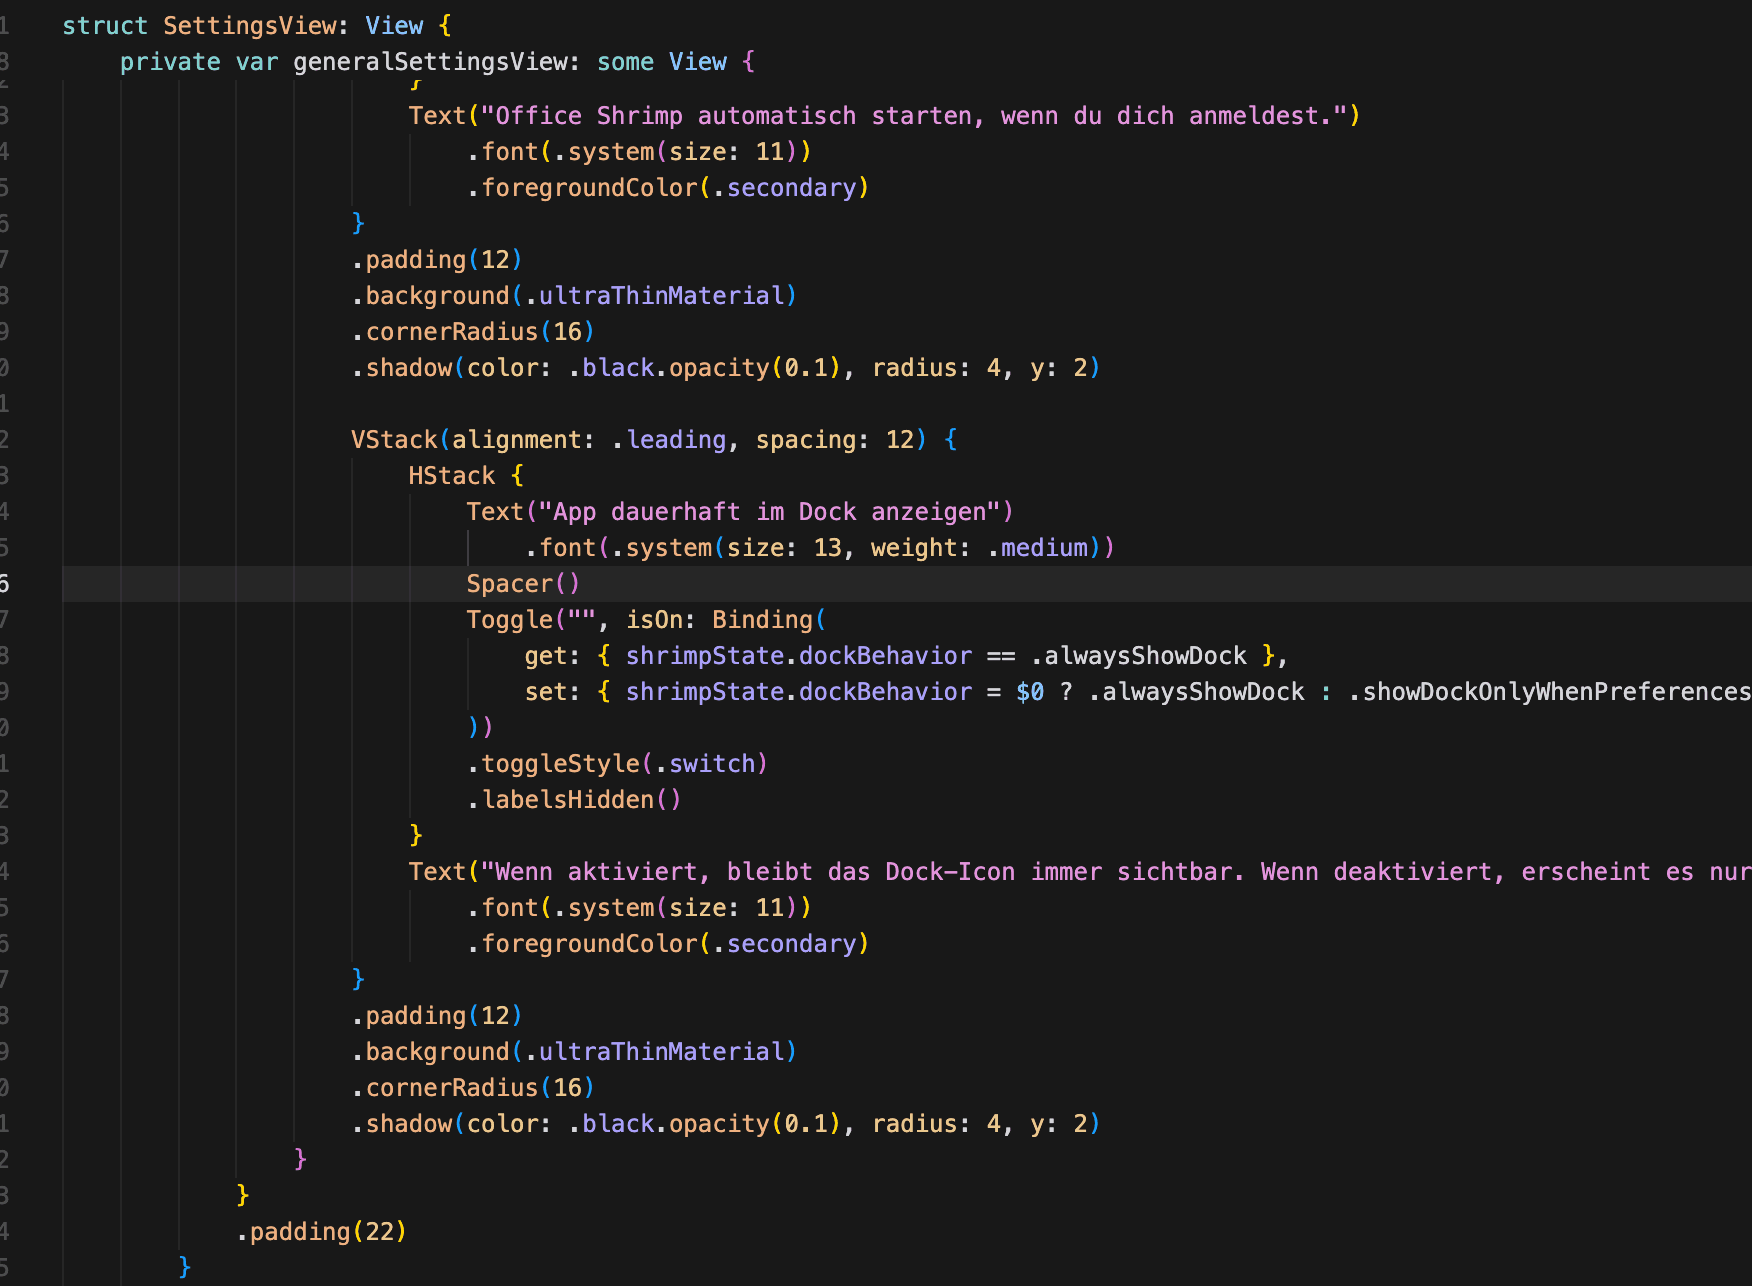 struct SettingsView: View {
private var generalSettingsView: some View {
}
Text("Office Shrimp automatisch starten, wenn du dich anmeldest.")
.font(.system(size: 11))
.foregroundColor(.secondary)
}
.padding(12)
.background(.ultraThinMaterial)
.cornerRadius(16)
.shadow(color: .black.opacity(0.1), radius: 4, y: 2)
VStack(alignment: .leading, spacing: 12) {
HStack {
Text("App dauerhaft im Dock anzeigen")
.font(.system(size: 13, weight: .medium))
Spacer()
Toggle("", isOn: Binding(
get: { shrimpState.dockBehavior == .alwaysShowDock },
set: { shrimpState.dockBehavior = $0 ? .alwaysShowDock : .showDockOnlyWhenPreferences
))
.toggleStyle(.switch)
.labelsHidden()
}
Text("Wenn aktiviert, bleibt das Dock-Icon immer sichtbar. Wenn deaktiviert, erscheint es nur
.font(.system(size: 11))
.foregroundColor(.secondary)
}
.padding(12)
.background(.ultraThinMaterial)
.cornerRadius(16)
.shadow(color: .black.opacity(0.1), radius: 4, y: 2)
}
}
.padding(22)
}